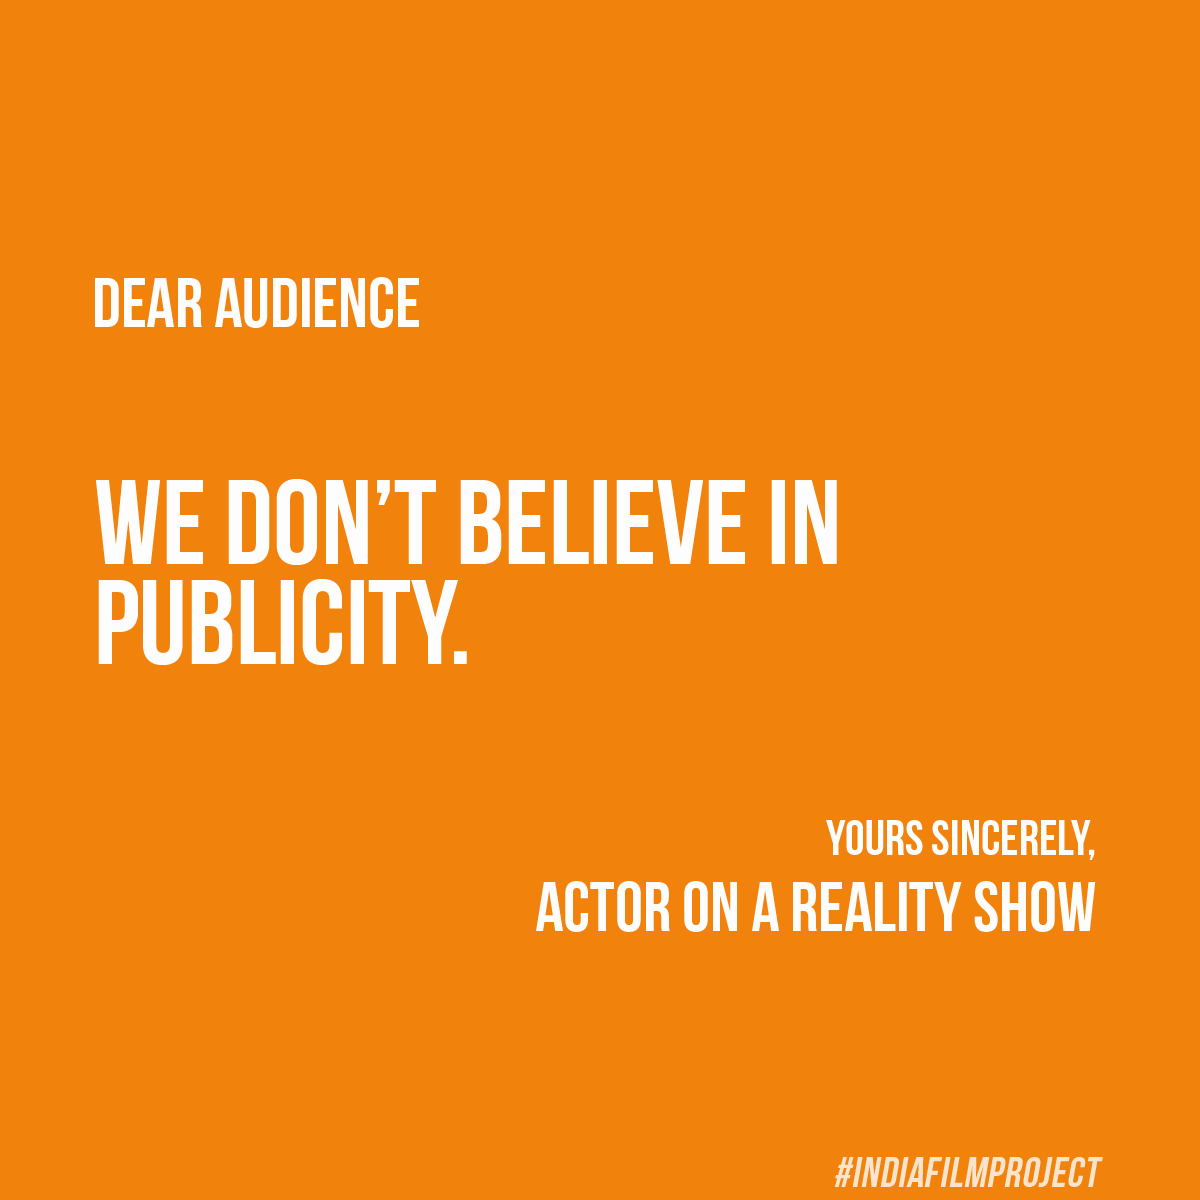 DEAR AUDIENCE
WE DON’T BELIEVE IN
PUBLICITY.
YOURS SINCERELY,
ACTOR ON A REALITY SHOW
#INDIAFILMPROJECT